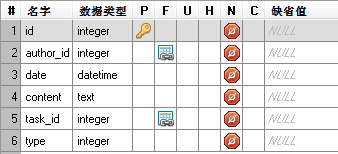 # 名字 数据类型 P F U H N C 缺省值
1 id integer NULL
2 author_id integer NULL
3 date datetime NULL
4 content text NULL
5 task_id integer NULL
6 type integer NULL